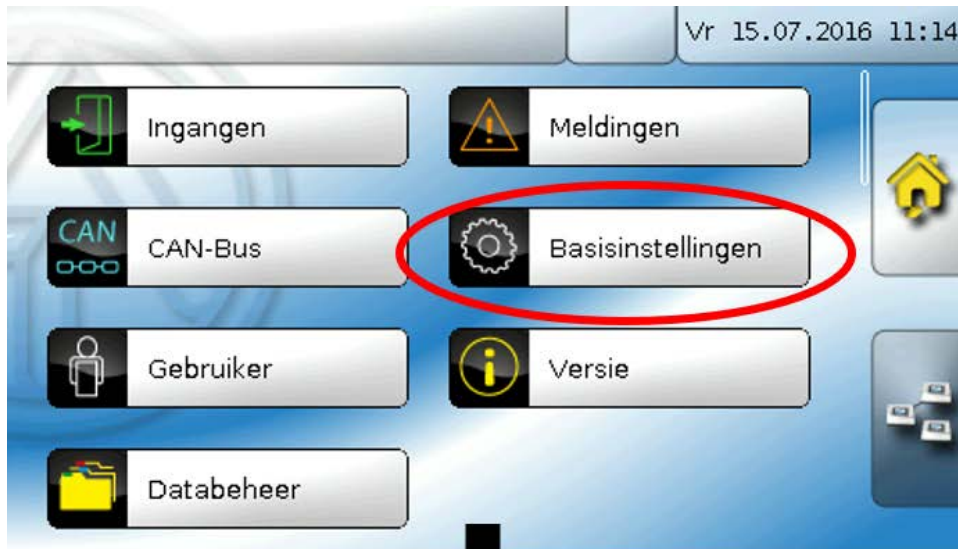 Vr 15.07.2016 11:14
Ingangen
Meldingen
CAN
CAN-Bus
Basisinstellingen
Gebruiker
Versie
Databeheer